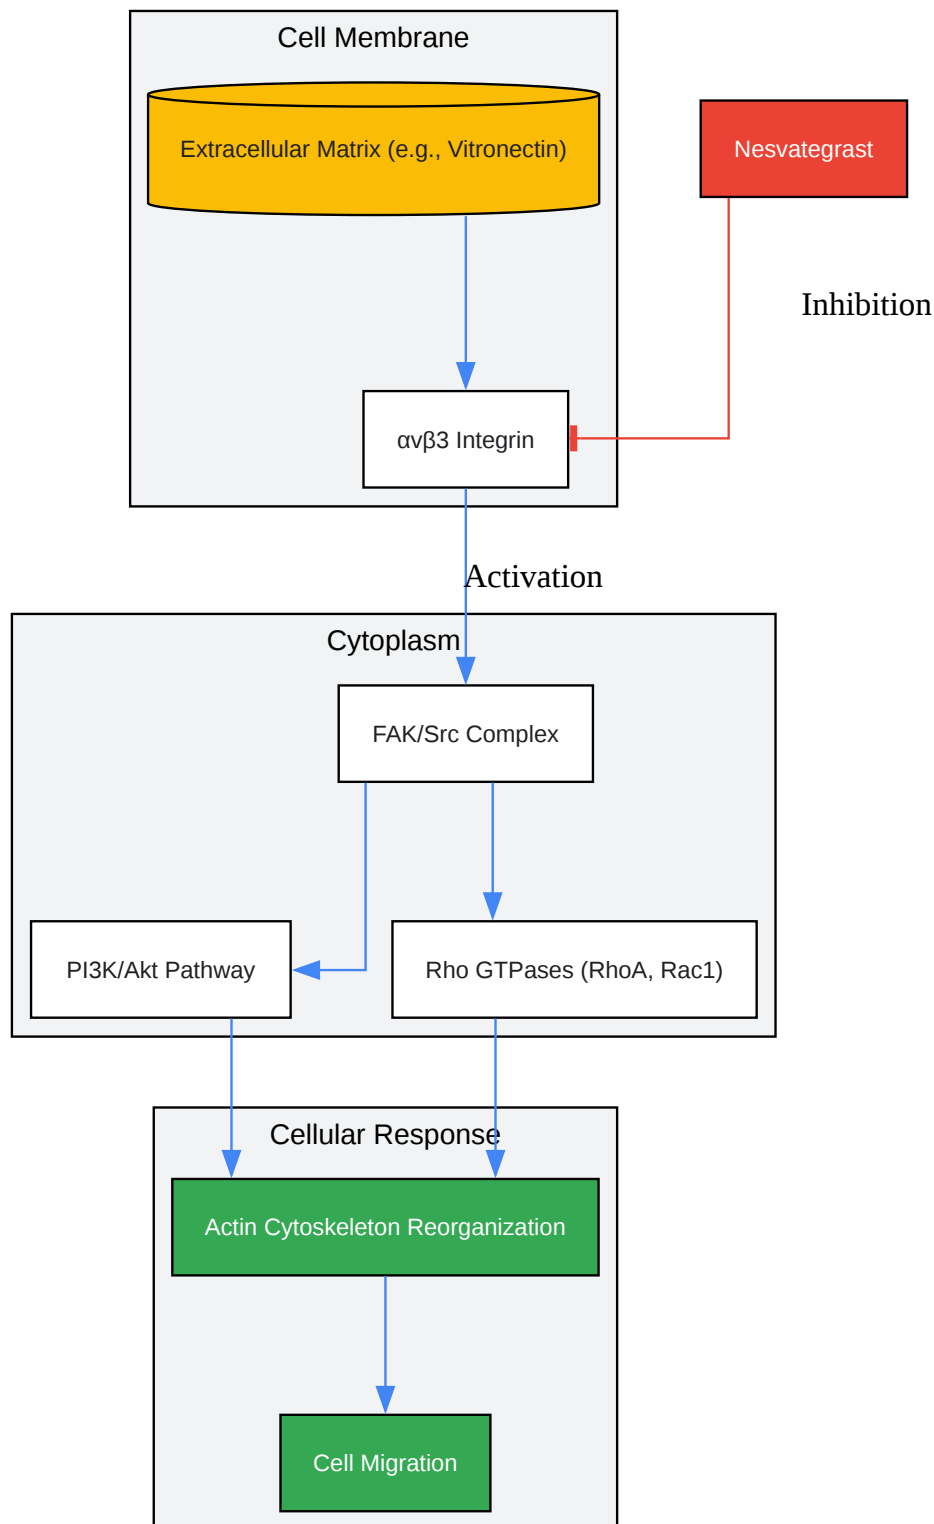 Cell Membrane
Extracellular Matrix (e.g., Vitronectin)
Nesvategrast
Inhibition
αvβ3 Integrin
Activation
Cytoplasm
FAK/Src Complex
PI3K/Akt Pathway
Rho GTPases (RhoA, Rac1)
Cellular Response
Actin Cytoskeleton Reorganization
Cell Migration